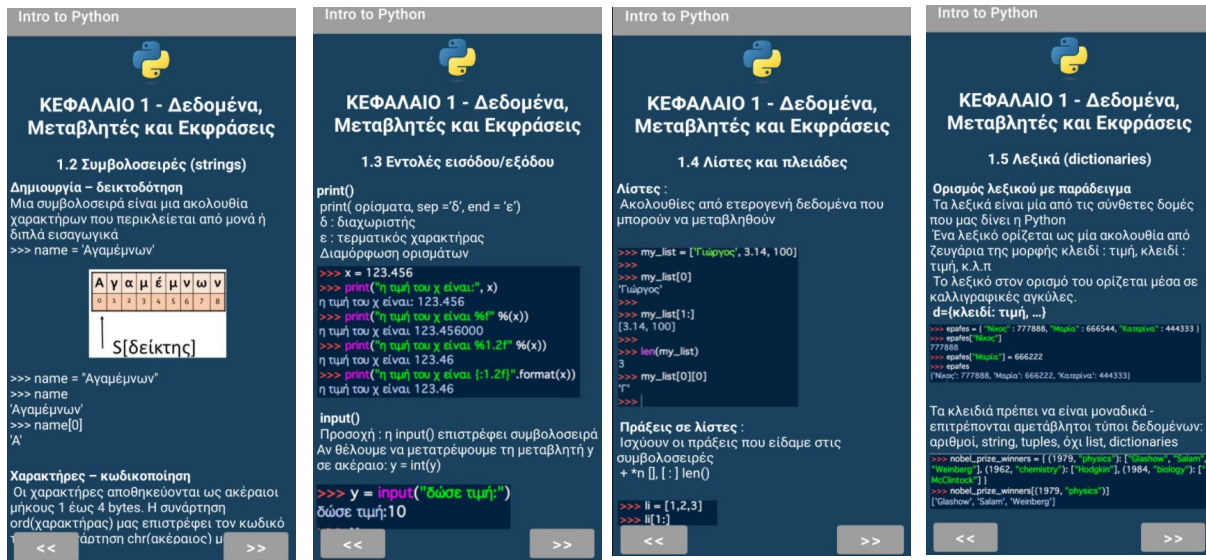 Intro to Python
ΚΕΦΑΛΑΙΟ 1 - Δεδομένα,
Μεταβλητές και Εκφράσεις
1.2 Συμβολοσειρές (strings)
Δημιουργία – δεικτοδότηση
Μια συμβολοσειρά είναι μια ακολουθία
χαρακτήρων που περικλείεται από μονά ή
διπλά εισαγωγικά
>>> name = 'Αγαμέμνων'
Α γ α μ έ μ ν ω ν
0 1 2 3 4 5 6 7 8
S[δείκτης]
>>> name = "Αγαμέμνων"
>>> name
'Αγαμέμνων'
>>> name[0]
'Α'
Χαρακτήρες – κωδικοποίηση
Οι χαρακτήρες αποθηκεύονται ως ακέραιοι
μήκους 1 έως 4 bytes. Η συνάρτηση
ord(χαρακτήρας) μας επιστρέφει τον κωδικό
άρτηση chr(ακέραιος)
<< >>
Intro to Python
ΚΕΦΑΛΑΙΟ 1 - Δεδομένα,
Μεταβλητές και Εκφράσεις
1.3 Εντολές εισόδου/εξόδου
print()
print( ορίσματα, sep ='δ', end = 'ε')
δ : διαχωριστής
ε : τερματικός χαρακτήρας
Διαμόρφωση ορισμάτων
>>> x = 123.456
>>> print("η τιμή του χ είναι:", x)
η τιμή του χ είναι: 123.456
>>> print("η τιμή του χ είναι %f" %(x))
η τιμή του χ είναι 123.456000
>>> print("η τιμή του χ είναι %1.2f" %(x))
η τιμή του χ είναι 123.46
>>> print("η τιμή του χ είναι {:1.2f}".format(x))
η τιμή του χ είναι 123.46
input()
Προσοχή : η input() επιστρέφει συμβολοσειρά
Αν θέλουμε να μετατρέψουμε τη μεταβλητή y
σε ακέραιο: y = int(y)
>>> y = input("δώσε τιμή:")
δώσε τιμή:10
<< >>
Intro to Python
ΚΕΦΑΛΑΙΟ 1 - Δεδομένα,
Μεταβλητές και Εκφράσεις
1.4 Λίστες και πλειάδες
Λίστες :
Ακολουθίες από ετερογενή δεδομένα που
μπορούν να μεταβληθούν
>>> my_list = ['Γιώργος', 3.14, 100]
>>>
>>> my_list[0]
'Γιώργος'
>>>
>>> my_list[1:]
[3.14, 100]
>>>
>>> len(my_list)
3
>>> my_list[0][0]
'Γ'
>>>
Πράξεις σε λίστες :
Ισχύουν οι πράξεις που είδαμε στις
συμβολοσειρές
+ *n [], [ : ] len()
>>> li = [1,2,3]
>>> li[1:]
<< >>
Intro to Python
ΚΕΦΑΛΑΙΟ 1 - Δεδομένα,
Μεταβλητές και Εκφράσεις
1.5 Λεξικά (dictionaries)
Ορισμός λεξικού με παράδειγμα
Τα λεξικά είναι μία από τις σύνθετες δομές
που μας δίνει η Python
Ένα λεξικό ορίζεται ως μία ακολουθία από
ζευγάρια της μορφής κλειδί : τιμή, κλειδί :
τιμή, κ.λ.π
Το λεξικό στον ορισμό του ορίζεται μέσα σε
καλλιγραφικές αγκύλες.
d={κλειδί: τιμή, ...}
>>> epafes = { "Νίκος" : 777888, "Μαρία" : 666544, "Κατερίνα" : 444333 }
>>> epafes["Νίκος"]
777888
>>> epafes["Μαρία"] = 666222
>>> epafes
{'Νίκος': 777888, 'Μαρία': 666222, 'Κατερίνα': 444333}
Τα κλειδιά πρέπει να είναι μοναδικά -
επιτρέπονται αμετάβλητοι τύποι δεδομένων:
αριθμοί, string, tuples, όχι list, dictionaries
>>> nobel_prize_winners = { (1979, "physics"): ["Glashow", "Salam",
"Weinberg"], (1962, "chemistry"): ["Hodgkin"], (1984, "biology"): ["
McClintock"] }
>>> nobel_prize_winners[(1979, "physics")]
['Glashow', 'Salam', 'Weinberg']
<< >>